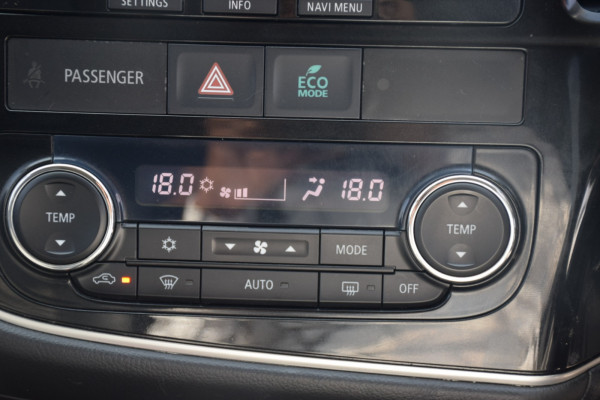 SETTINGS INFO NAVI MENU
PASSENGER
ECO
MODE
18.0 18.0
TEMP TEMP
MODE
AUTO OFF